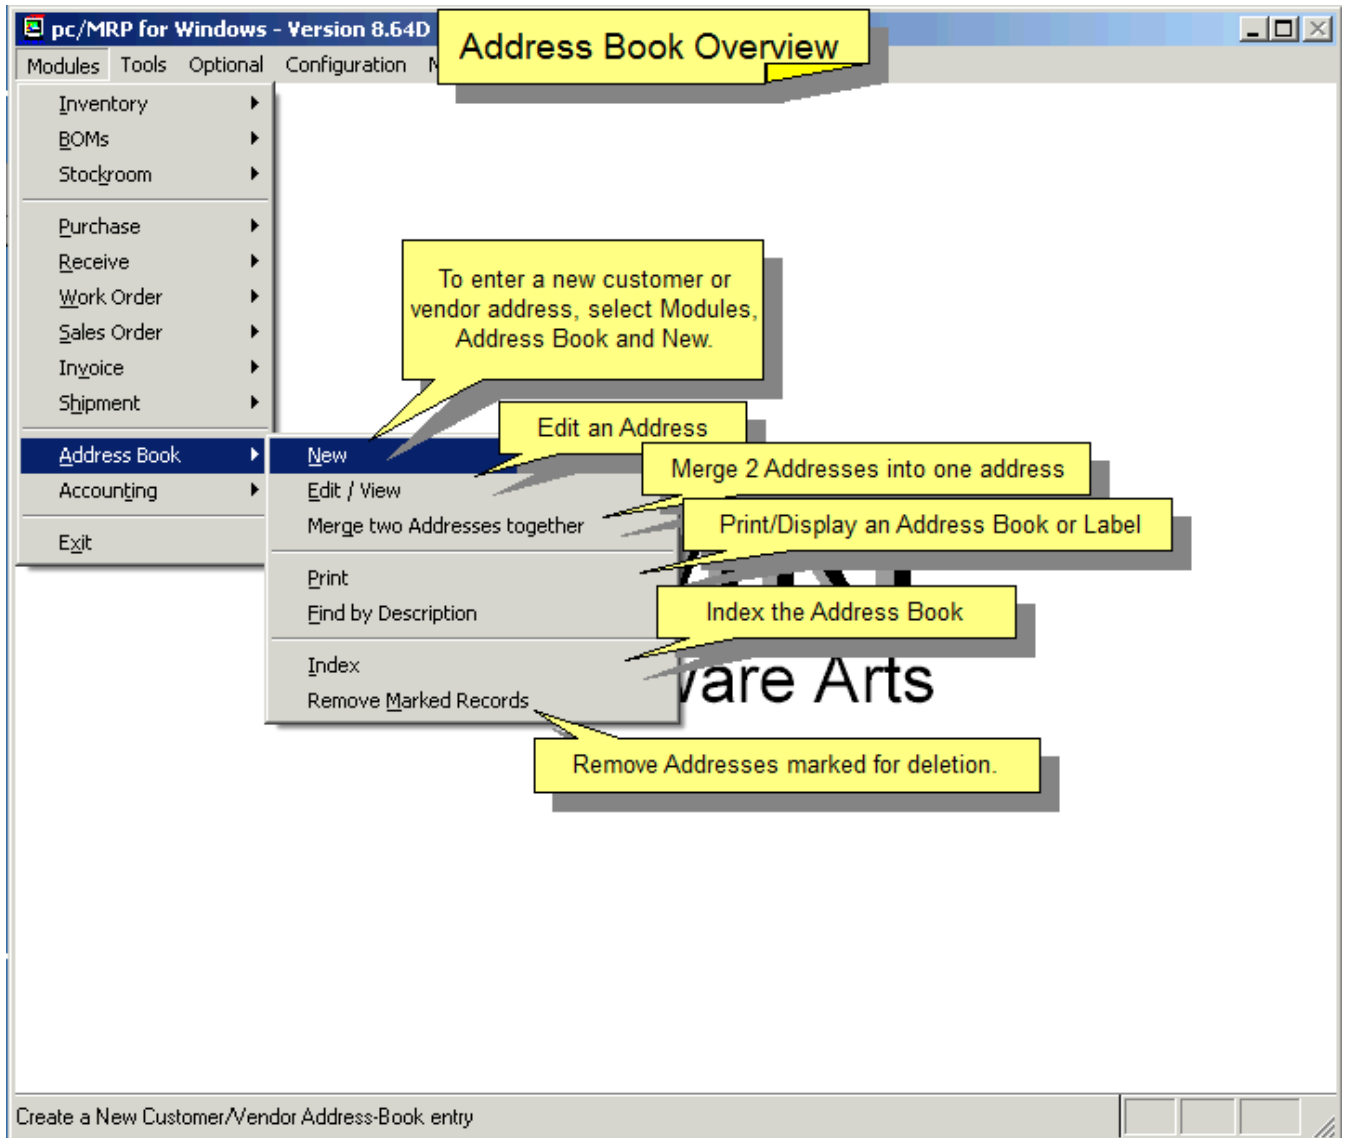 pc/MRP for Windows - Version 8.64D
Address Book Overview
Modules Tools Optional Configuration
Inventory
BOMs
Stockroom
Purchase
Receive
Work Order
Sales Order
Invoice
Shipment
Address Book
Accounting
Exit
To enter a new customer or
vendor address, select Modules,
Address Book and New.
New
Edit an Address
Edit / View
Merge 2 Addresses into one address
Merge two Addresses together
Print/Display an Address Book or Label
Print
Find by Description
Index the Address Book
Index
Remove Marked Records
Arts
Remove Addresses marked for deletion.
Create a New Customer/Vendor Address-Book entry